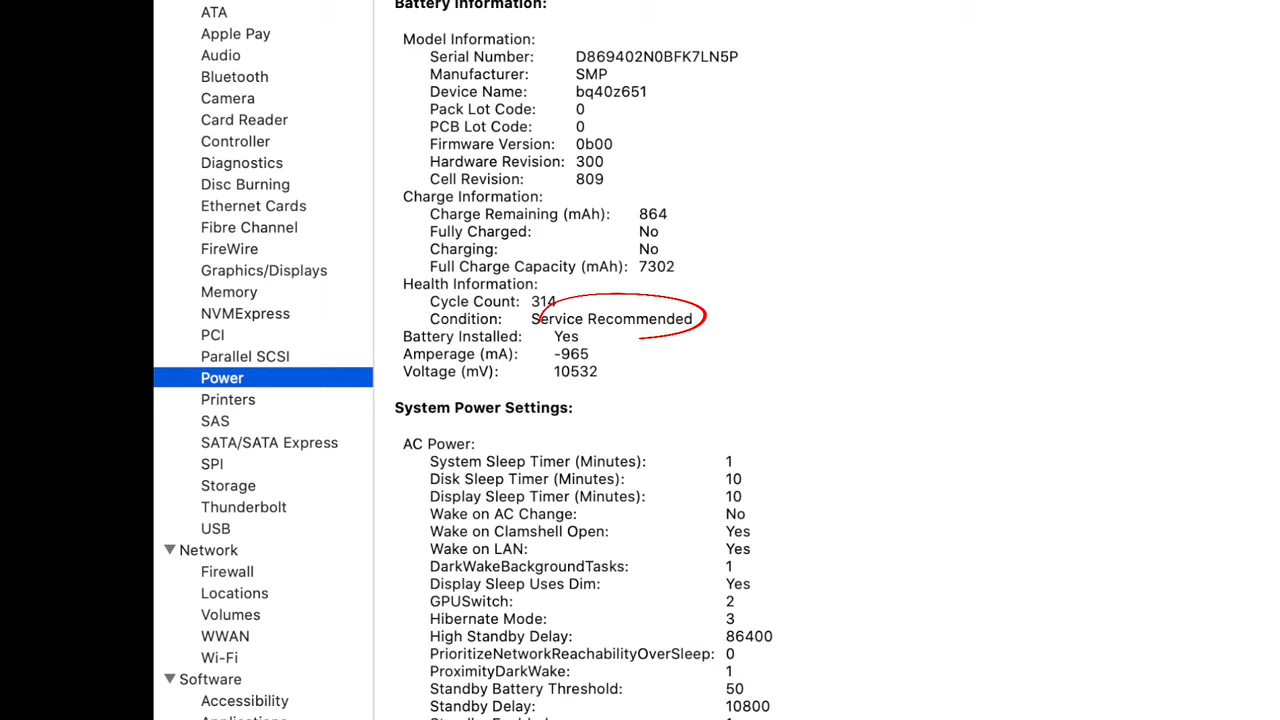 Battery Information:
ATA
Apple Pay
Audio
Bluetooth
Camera
Card Reader
Controller
Diagnostics
Disc Burning
Ethernet Cards
Fibre Channel
FireWire
Graphics/Displays
Memory
NVMExpress
PCI
Parallel SCSI
Power
Printers
SAS
SATA/SATA Express
SPI
Storage
Thunderbolt
USB
Network
Firewall
Locations
Volumes
WWAN
Wi-Fi
Software
Accessibility
Model Information:
Serial Number: D869402N0BFK7LN5P
Manufacturer: SMP
Device Name: bq40z651
Pack Lot Code: 0
PCB Lot Code: 0
Firmware Version: 0b00
Hardware Revision: 300
Cell Revision: 809
Charge Information:
Charge Remaining (mAh): 864
Fully Charged: No
Charging: No
Full Charge Capacity (mAh): 7302
Health Information:
Cycle Count: 314
Condition: Service Recommended
Battery Installed: Yes
Amperage (mA): -965
Voltage (mV): 10532
System Power Settings:
AC Power:
System Sleep Timer (Minutes): 1
Disk Sleep Timer (Minutes): 10
Display Sleep Timer (Minutes): 10
Wake on AC Change: No
Wake on Clamshell Open: Yes
Wake on LAN: Yes
DarkWakeBackgroundTasks: 1
Display Sleep Uses Dim: Yes
GPUSwitch: 2
Hibernate Mode: 3
High Standby Delay: 86400
PrioritizeNetworkReachabilityOverSleep: 0
ProximityDarkWake: 1
Standby Battery Threshold: 50
Standby Delay: 10800